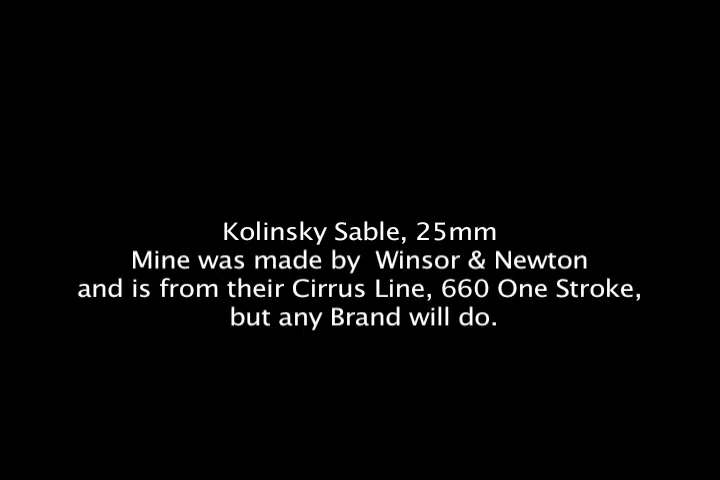 Kolinsky Sable, 25mm
Mine was made by  Winsor & Newton
and is from their Cirrus Line, 660 One Stroke,
but any Brand will do.